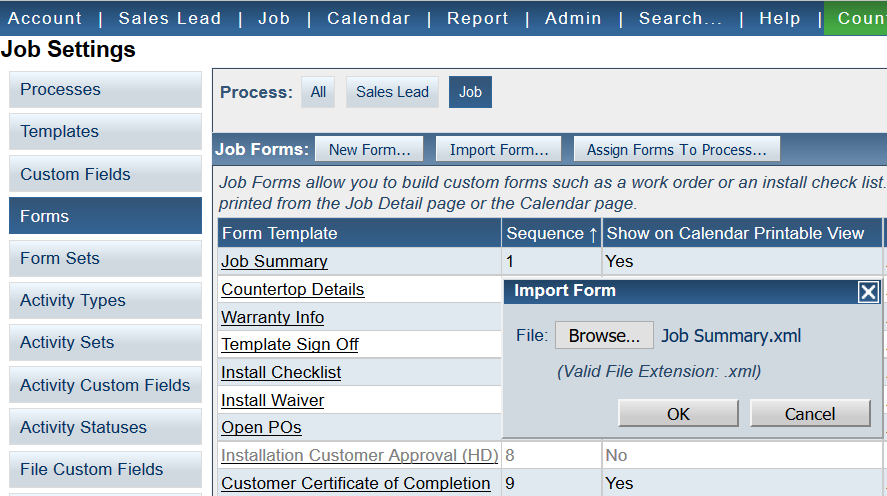 Account | Sales Lead | Job | Calendar | Report | Admin | Search... | Help | Coun
Job Settings
Processes
Templates
Custom Fields
Forms
Form Sets
Activity Types
Activity Sets
Activity Custom Fields
Activity Statuses
File Custom Fields
Process: All Sales Lead Job
Job Forms: New Form... Import Form... Assign Forms To Process...
Job Forms allow you to build custom forms such as a work order or an install check list.
printed from the Job Detail page or the Calendar page.
Form Template Sequence ↑ Show on Calendar Printable View
Job Summary 1 Yes
Countertop Details
Warranty Info
Template Sign Off
Install Checklist
Install Waiver
Open POs
Installation Customer Approval (HD) 8 No
Customer Certificate of Completion 9 Yes
Import Form X
File: Browse... Job Summary.xml
(Valid File Extension: .xml)
OK Cancel